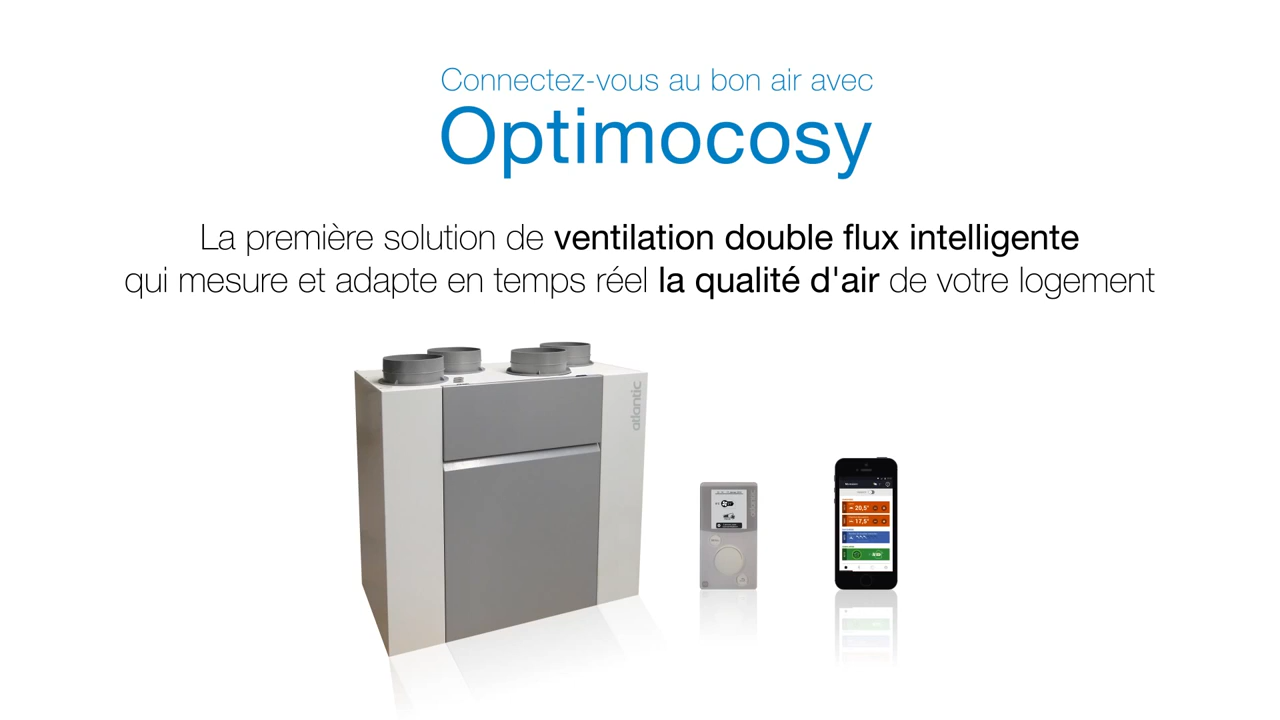 Connectez-vous au bon air avec
Optimocosy
La première solution de ventilation double flux intelligente
qui mesure et adapte en temps réel la qualité d'air de votre logement
atlantic
atlantic
20,5°
17,5°